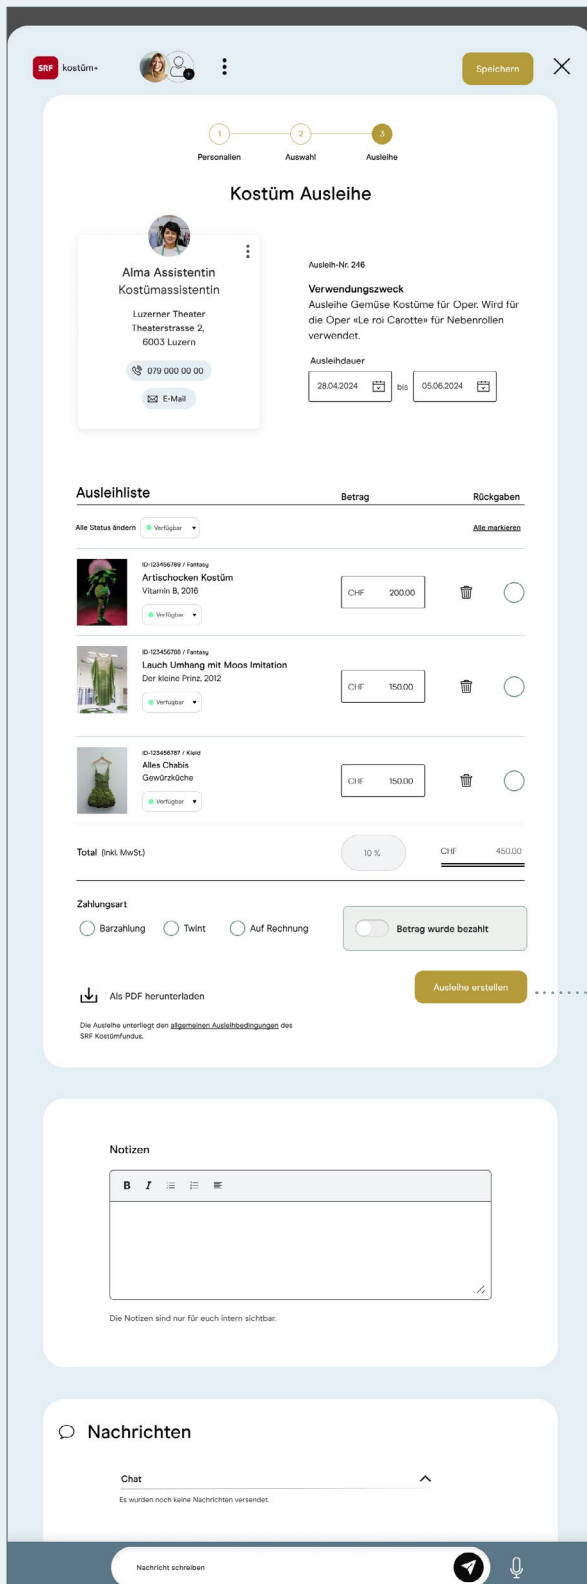 SRF kostüm+
Speichern
1 2 3
Personalien Auswahl Ausleihe
Kostüm Ausleihe
Alma Assistentin
Kostümassistentin
Luzerner Theater
Theaterstrasse 2,
6003 Luzern
079 000 00 00
E-Mail
Ausleih-Nr. 246
Verwendungszweck
Ausleihe Gemüse Kostüme für Oper. Wird für
die Oper «Le roi Carotte» für Nebenrollen
verwendet.
Ausleihdauer
28.04.2024 bis 05.06.2024
Ausleihliste Betrag Rückgaben
Alle Status ändern Verfügbar Alle markieren
ID-123456789 / Fantasy
Artischocken Kostüm
Vitamin B, 2016
Verfügbar
CHF 200.00
ID-123456788 / Fantasy
Lauch Umhang mit Moos Imitation
Der kleine Prinz, 2012
Verfügbar
CHF 150.00
ID-123456787 / Kleid
Alles Chabis
Gewürzküche
Verfügbar
CHF 150.00
Total (Inkl. MwSt.) 10 % CHF 450.00
Zahlungsart
Barzahlung Twint Auf Rechnung
Betrag wurde bezahlt
Als PDF herunterladen
Ausleihe erstellen
Die Ausleihe unterliegt den allgemeinen Ausleihbedingungen des
SRF Kostümfundus.
Notizen
B I
Die Notizen sind nur für euch intern sichtbar.
Nachrichten
Chat
Es wurden noch keine Nachrichten versendet.
Nachricht schreiben